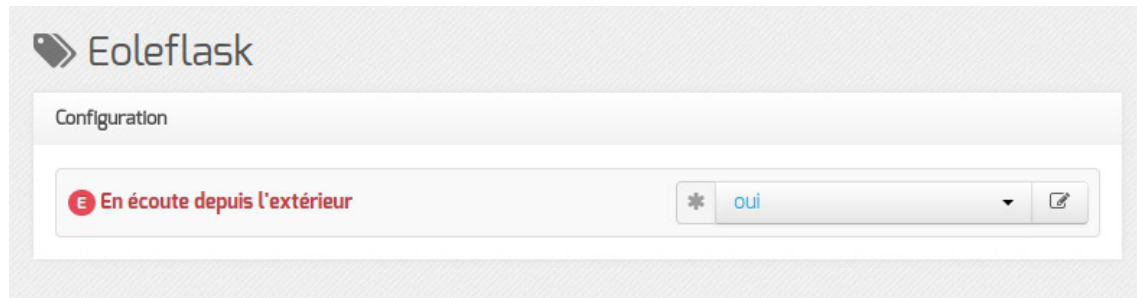 Eoleflask
Configuration
E En écoute depuis l'extérieur
* oui